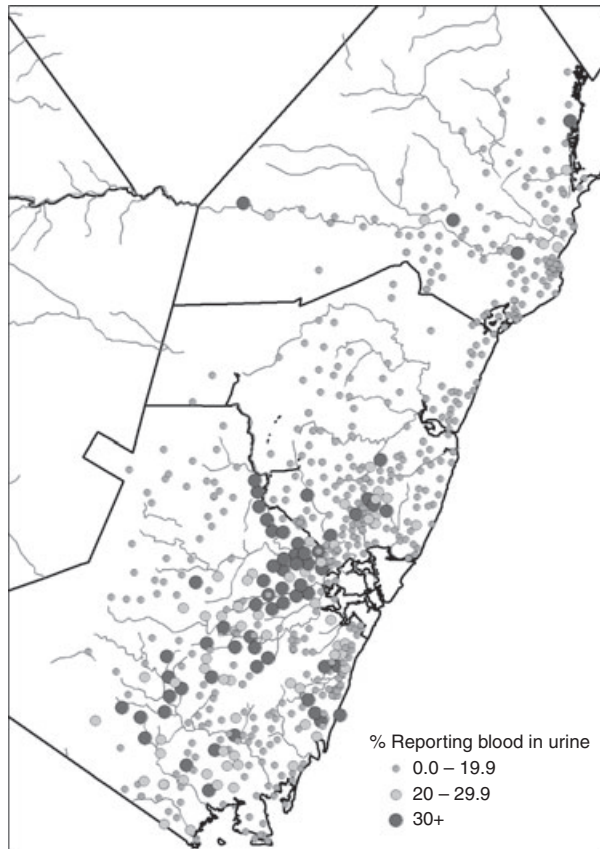 % Reporting blood in urine
0.0 – 19.9
20 – 29.9
30+